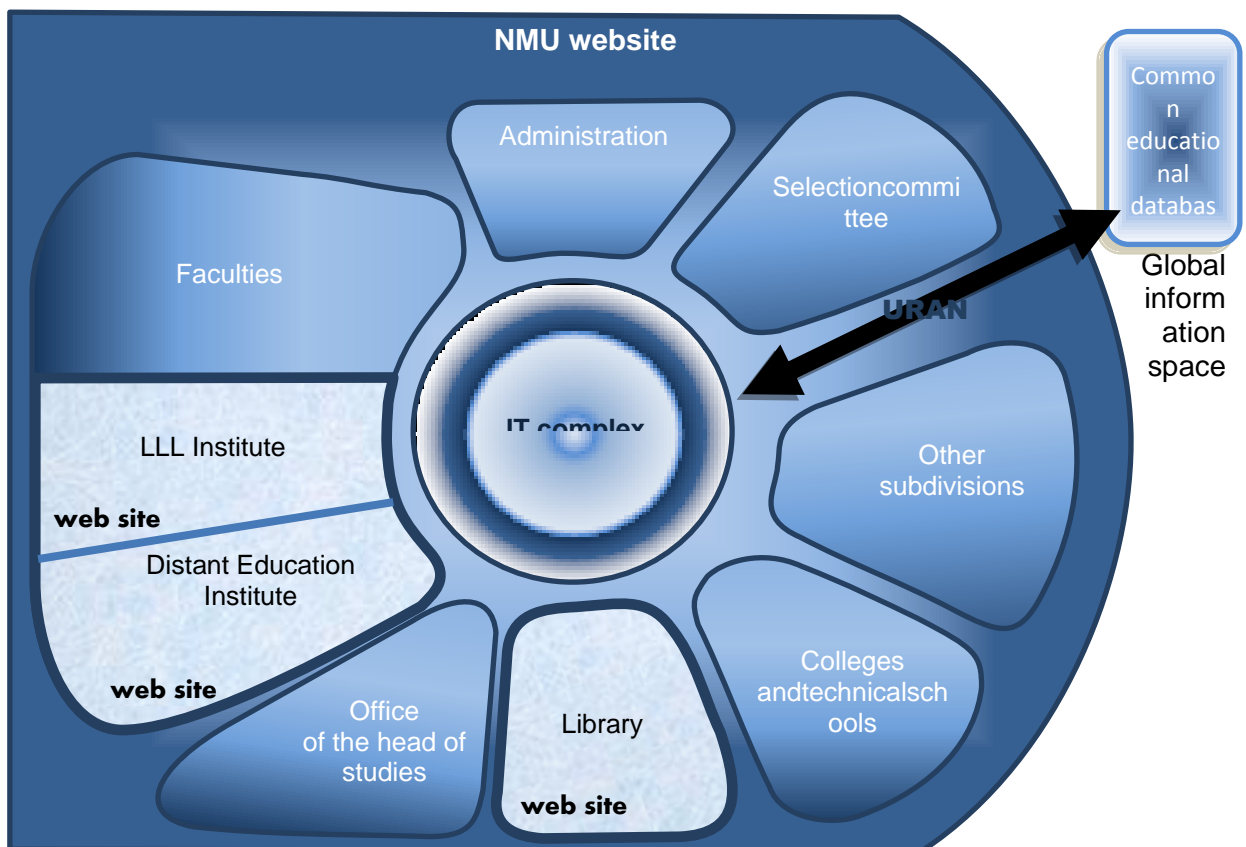 NMU website
Commo
n
educatio
nal
databas
Administration
Selectioncommi
ttee
Faculties
Global
inform
ation
space
URAN
IT complex
LLL Institute
web site
Other
subdivisions
Distant Education
Institute
web site
Colleges
andtechnicalsch
ools
Office
of the head of
studies
Library
web site